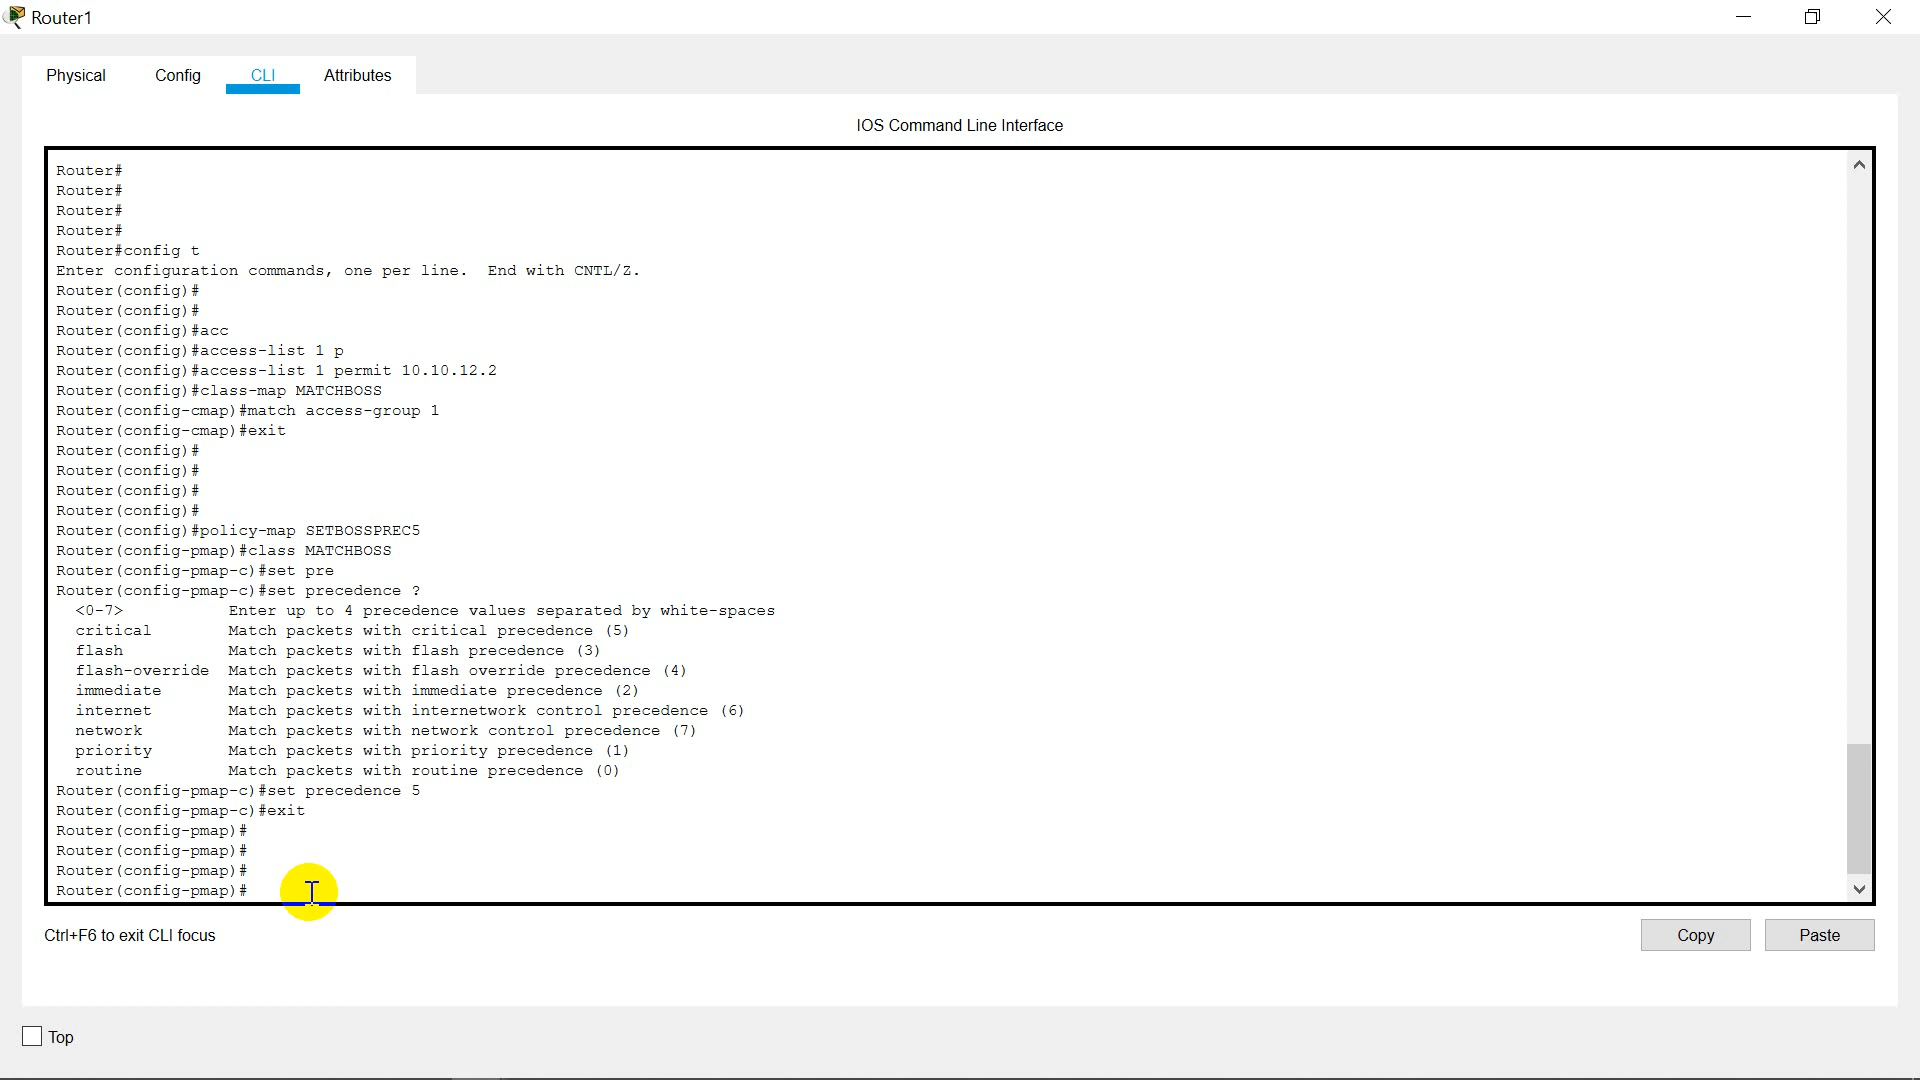 Router1
Physical Config CLI Attributes
IOS Command Line Interface
Router#
Router#
Router#
Router#
Router#config t
Enter configuration commands, one per line.  End with CNTL/Z.
Router(config)#
Router(config)#
Router(config)#acc
Router(config)#access-list 1 p
Router(config)#access-list 1 permit 10.10.12.2
Router(config)#class-map MATCHBOSS
Router(config-cmap)#match access-group 1
Router(config-cmap)#exit
Router(config)#
Router(config)#
Router(config)#
Router(config)#
Router(config)#policy-map SETBOSSPREC5
Router(config-pmap)#class MATCHBOSS
Router(config-pmap-c)#set pre
Router(config-pmap-c)#set precedence ?
<0-7>           Enter up to 4 precedence values separated by white-spaces
critical        Match packets with critical precedence (5)
flash           Match packets with flash precedence (3)
flash-override  Match packets with flash override precedence (4)
immediate       Match packets with immediate precedence (2)
internet        Match packets with internetwork control precedence (6)
network         Match packets with network control precedence (7)
priority        Match packets with priority precedence (1)
routine         Match packets with routine precedence (0)
Router(config-pmap-c)#set precedence 5
Router(config-pmap-c)#exit
Router(config-pmap)#
Router(config-pmap)#
Router(config-pmap)#
Router(config-pmap)#
Ctrl+F6 to exit CLI focus
Copy Paste
Top